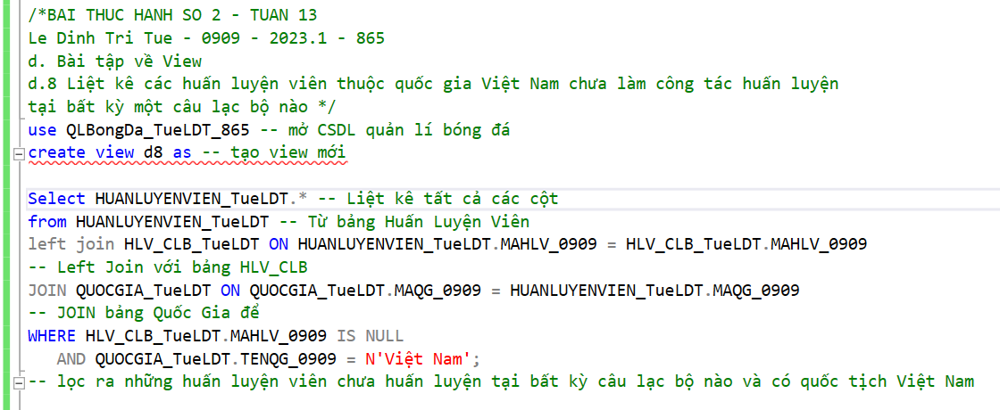 /*BAI THUC HANH SO 2 - TUAN 13
Le Dinh Tri Tue - 0909 - 2023.1 - 865
d. Bài tập về View
d.8 Liệt kê các huấn luyện viên thuộc quốc gia Việt Nam chưa làm công tác huấn luyện
tại bất kỳ một câu lạc bộ nào */
use QLBongDa_TueLDT_865 -- mở CSDL quản lí bóng đá
create view d8 as -- tạo view mới
Select HUANLUYENVIEN_TueLDT.* -- Liệt kê tất cả các cột
from HUANLUYENVIEN_TueLDT -- Từ bảng Huấn Luyện Viên
left join HLV_CLB_TueLDT ON HUANLUYENVIEN_TueLDT.MAHLV_0909 = HLV_CLB_TueLDT.MAHLV_0909
-- Left Join với bảng HLV_CLB
JOIN QUOCGIA_TueLDT ON QUOCGIA_TueLDT.MAQG_0909 = HUANLUYENVIEN_TueLDT.MAQG_0909
-- JOIN bảng Quốc Gia để
WHERE HLV_CLB_TueLDT.MAHLV_0909 IS NULL
AND QUOCGIA_TueLDT.TENQG_0909 = N'Việt Nam';
-- lọc ra những huấn luyện viên chưa huấn luyện tại bất kỳ câu lạc bộ nào và có quốc tịch Việt Nam